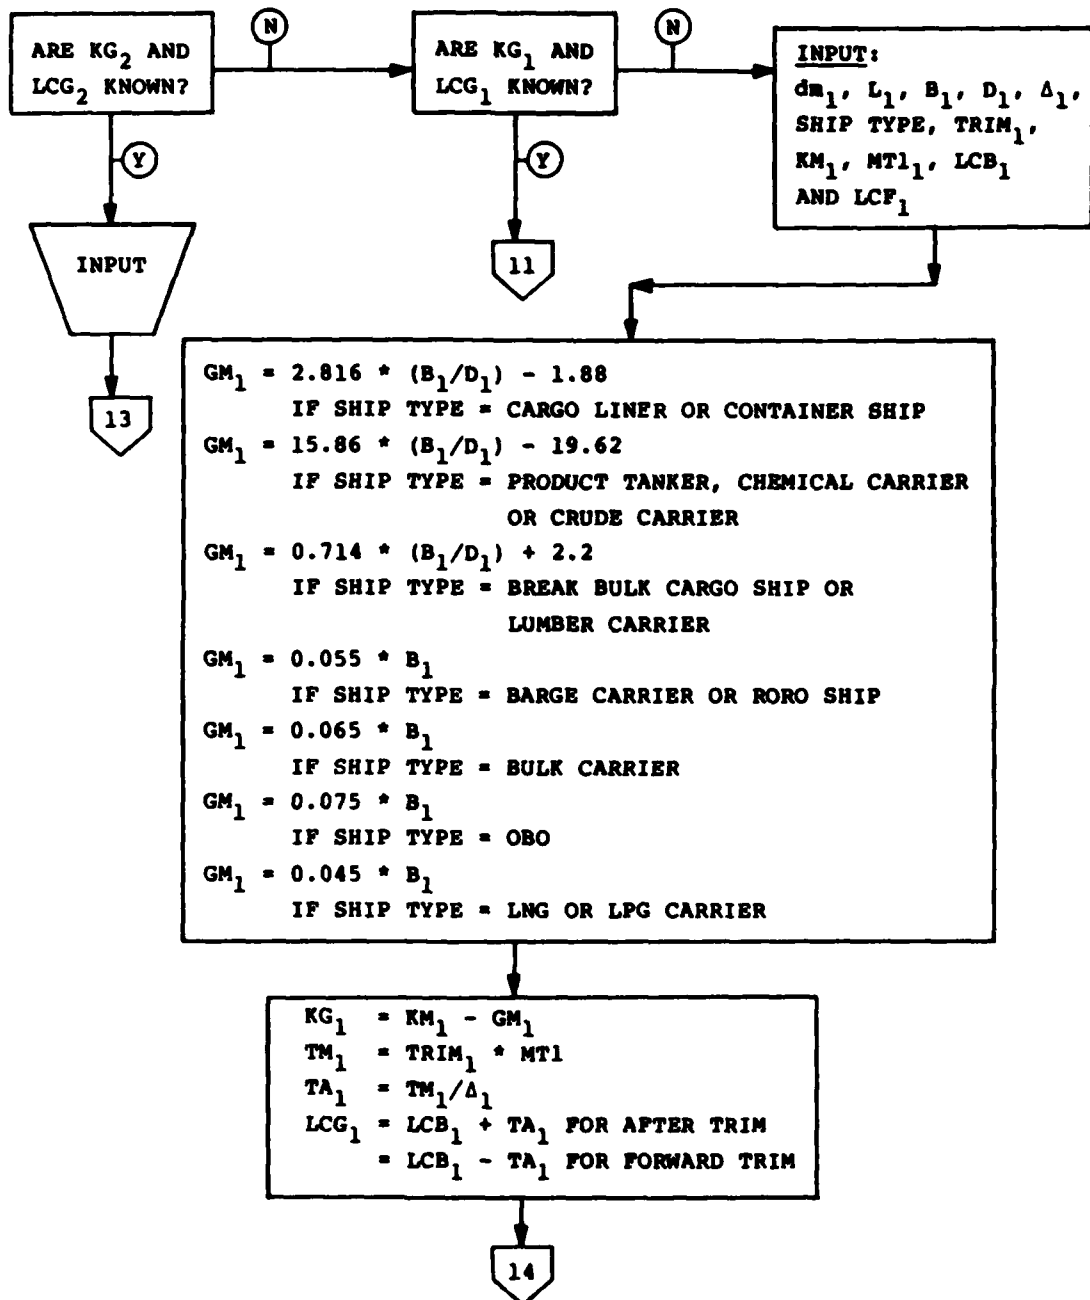 ARE KG₂ AND
LCG₂ KNOWN?
N
ARE KG₁ AND
LCG₁ KNOWN?
N
INPUT:
dm₁, L₁, B₁, D₁, Δ₁,
SHIP TYPE, TRIM₁,
KM₁, MT1₁, LCB₁
AND LCF₁
Y
Y
INPUT
11
13
GM₁ = 2.816 * (B₁/D₁) - 1.88
IF SHIP TYPE = CARGO LINER OR CONTAINER SHIP
GM₁ = 15.86 * (B₁/D₁) - 19.62
IF SHIP TYPE = PRODUCT TANKER, CHEMICAL CARRIER
OR CRUDE CARRIER
GM₁ = 0.714 * (B₁/D₁) + 2.2
IF SHIP TYPE = BREAK BULK CARGO SHIP OR
LUMBER CARRIER
GM₁ = 0.055 * B₁
IF SHIP TYPE = BARGE CARRIER OR RORO SHIP
GM₁ = 0.065 * B₁
IF SHIP TYPE = BULK CARRIER
GM₁ = 0.075 * B₁
IF SHIP TYPE = OBO
GM₁ = 0.045 * B₁
IF SHIP TYPE = LNG OR LPG CARRIER
KG₁ = KM₁ - GM₁
TM₁ = TRIM₁ * MT1
TA₁ = TM₁/Δ₁
LCG₁ = LCB₁ + TA₁ FOR AFTER TRIM
= LCB₁ - TA₁ FOR FORWARD TRIM
14